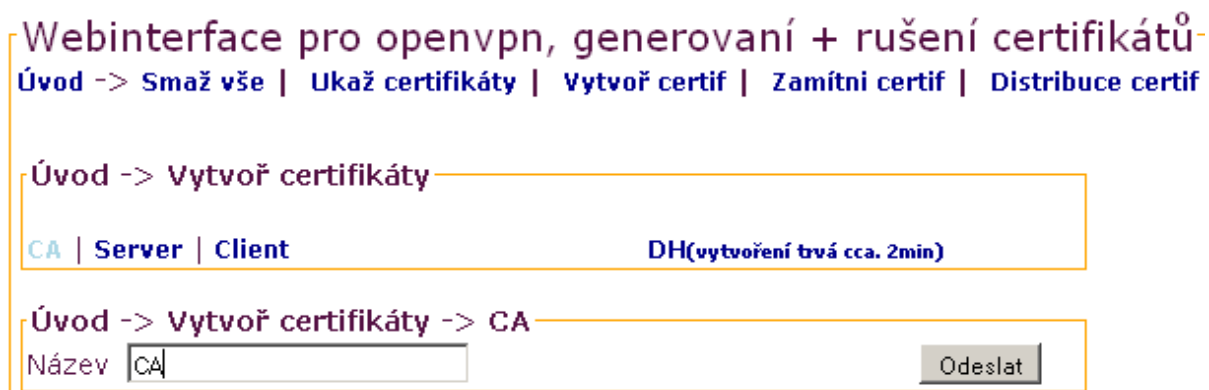 Webinterface pro openvpn, generovaní + rušení certifikátů
Úvod -> Smaž vše | Ukaž certifikáty | Vytvoř certif | Zamítni certif | Distribuce certif
Úvod -> Vytvoř certifikáty
CA | Server | Client DH(vytvoření trvá cca. 2min)
Úvod -> Vytvoř certifikáty -> CA
Název CA Odeslat